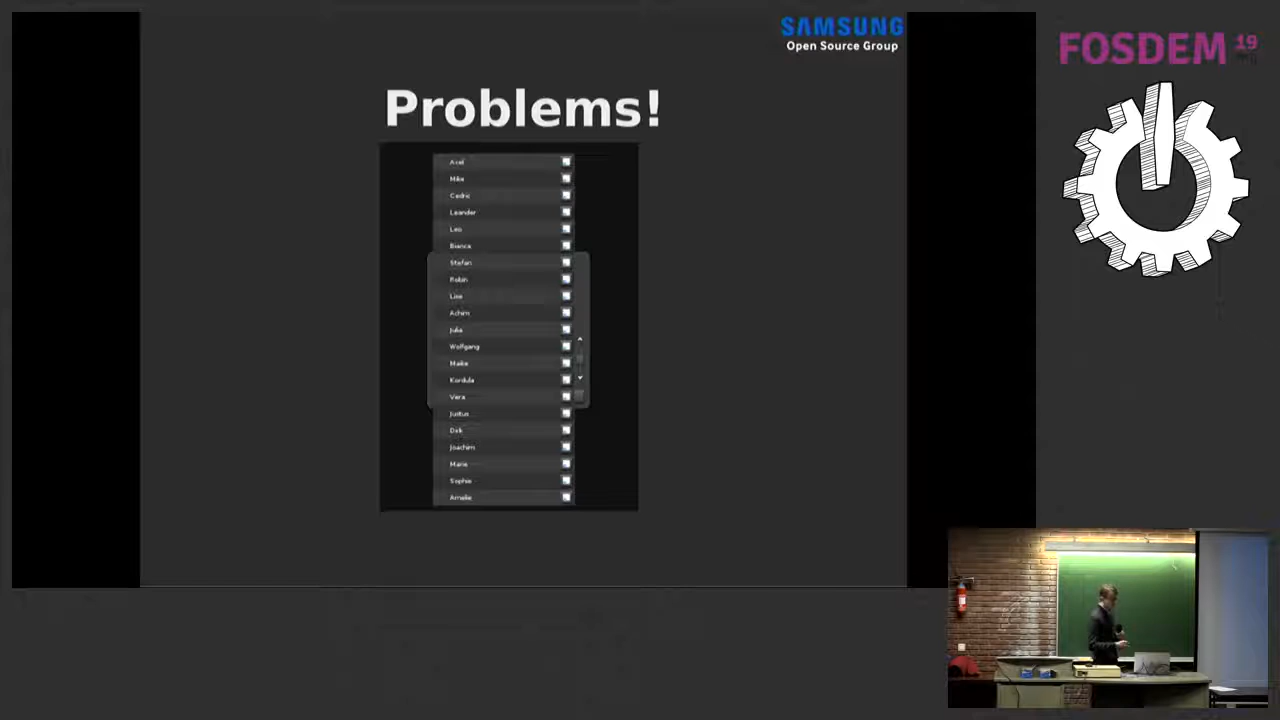 SAMSUNG
Open Source Group
FOSDEM 19
Problems!
Axel
Mike
Cedric
Leander
Leo
Bianca
Stefan
Robin
Lise
Achim
Julia
Wolfgang
Maike
Kordula
Vera
Justus
Dirk
Joachim
Marie
Sophie
Amelie